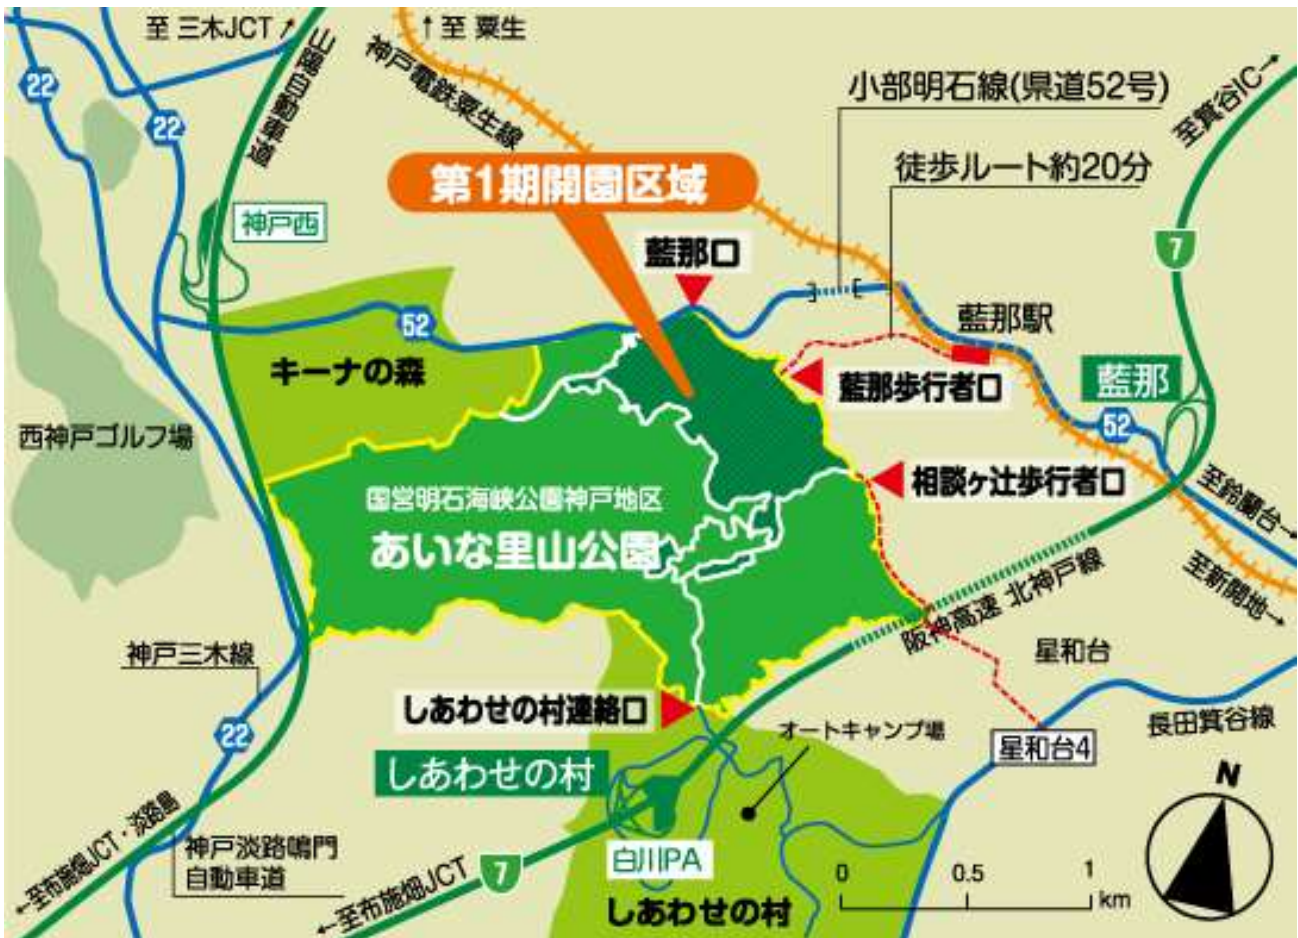 至 三木JCT↗
↑至 粟生
22
22
山陽自動車道
神戸電鉄粟生線
小部明石線(県道52号)
至箕谷IC→
徒歩ルート約20分
第1期開園区域
神戸西
藍那口
7
52
藍那駅
キーナの森
藍那歩行者口
藍那
52
西神戸ゴルフ場
相談ヶ辻歩行者口
至鈴蘭台→
国営明石海峡公園神戸地区
あいな里山公園
至新開地→
阪神高速 北神戸線
神戸三木線
星和台
しあわせの村連絡口
22
オートキャンプ場
長田箕谷線
星和台4
しあわせの村
N
←至布施畑JCT・淡路島
神戸淡路鳴門
自動車道
白川PA
7
←至布施畑JCT
しあわせの村
0 0.5 1
km